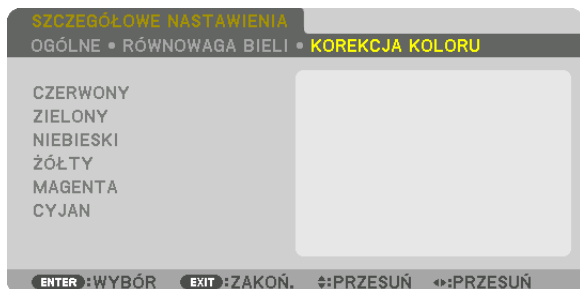 SZCZEGÓŁOWE NASTAWIENIA
OGÓLNE • RÓWNOWAGA BIELI • KOREKCJA KOLORU
CZERWONY
ZIELONY
NIEBIESKI
ŻÓŁTY
MAGENTA
CYJAN
ENTER :WYBÓR EXIT :ZAKOŃ. :PRZESUŃ :PRZESUŃ